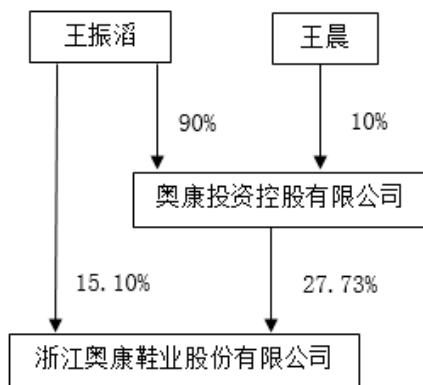 王振滔 王晨
90% 10%
奥康投资控股有限公司
15.10% 27.73%
浙江奥康鞋业股份有限公司